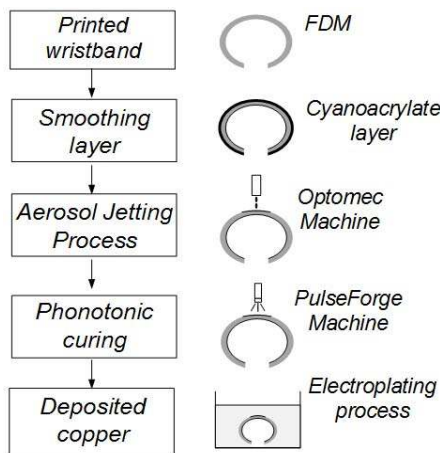 Printed
wristband
FDM
Smoothing
layer
Cyanoacrylate
layer
Aerosol Jetting
Process
Optomec
Machine
Phonotonic
curing
PulseForge
Machine
Deposited
copper
Electroplating
process